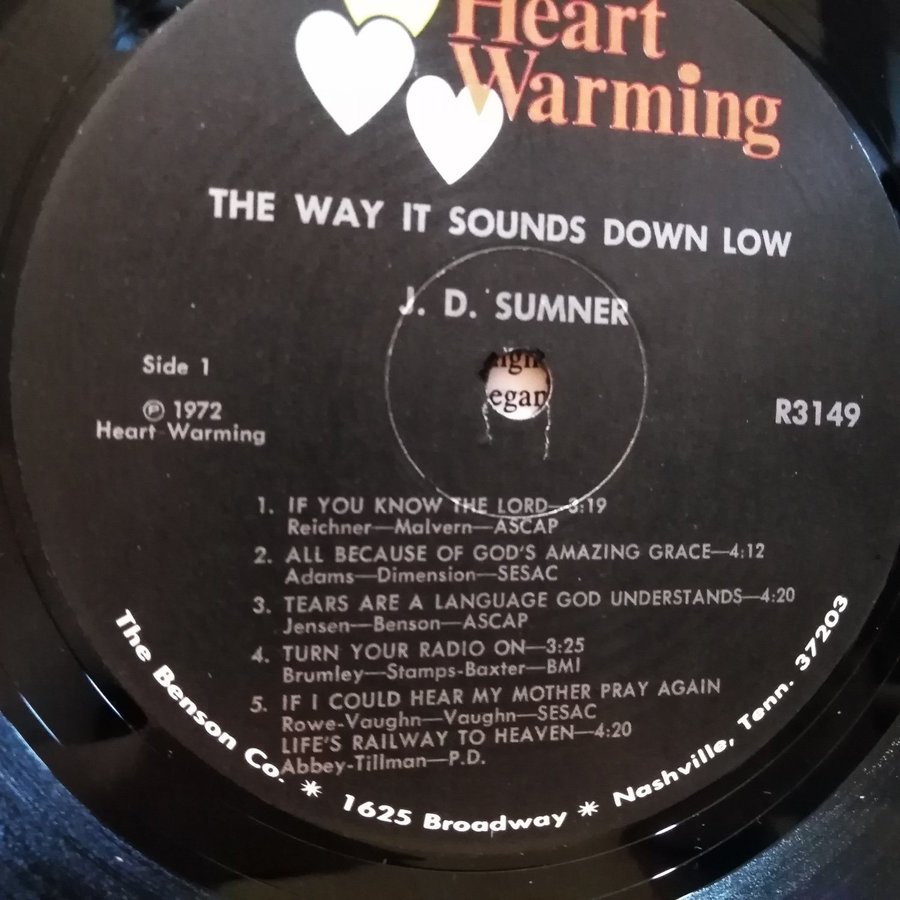 Heart
Warming
THE WAY IT SOUNDS DOWN LOW
J. D. SUMNER
Side 1
℗ 1972
Heart Warming
R3149
1. IF YOU KNOW THE LORD—3:19
Reichner—Malvern—ASCAP
2. ALL BECAUSE OF GOD'S AMAZING GRACE—4:12
Adams—Dimension—SESAC
3. TEARS ARE A LANGUAGE GOD UNDERSTANDS—4:20
Jensen—Benson—ASCAP
4. TURN YOUR RADIO ON—3:25
Brumley—Stamps-Baxter—BMI
5. IF I COULD HEAR MY MOTHER PRAY AGAIN
Rowe-Vaughn—Vaughn—SESAC
LIFE'S RAILWAY TO HEAVEN—4:20
Abbey-Tillman—P.D.
The Benson Co. * 1625 Broadway * Nashville, Tenn. 37203